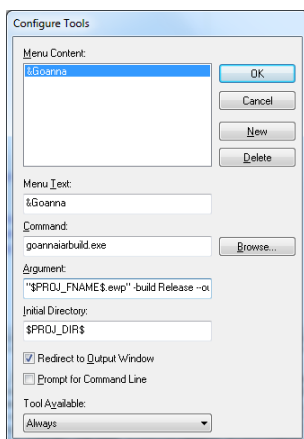 Configure Tools
Menu Content:
&Goanna
OK
Cancel
New
Delete
Menu Text:
&Goanna
Command:
goannaiarbuild.exe
Browse...
Argument:
"$PROJ_FNAME$.ewp" -build Release --ou
Initial Directory:
$PROJ_DIR$
Redirect to Output Window
Prompt for Command Line
Tool Available:
Always